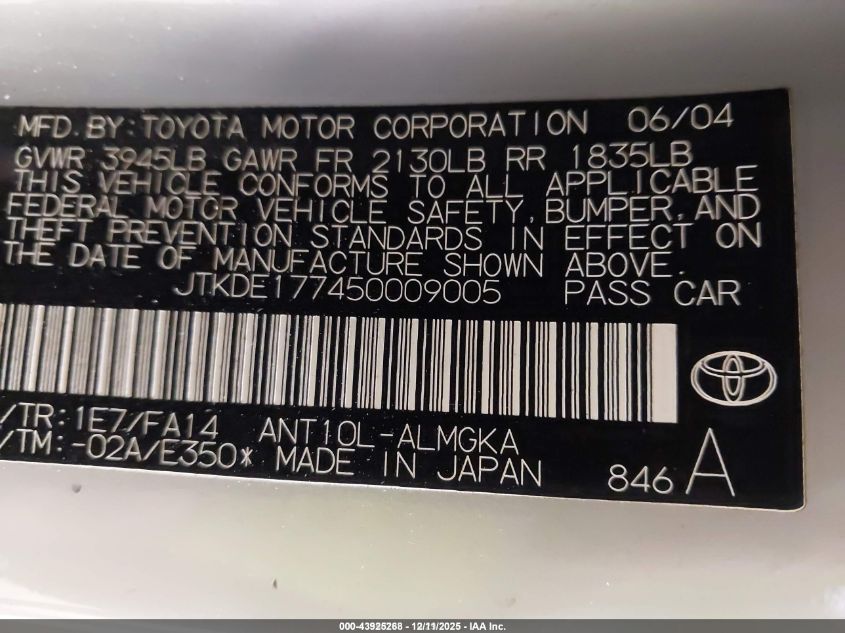 MFD. BY: TOYOTA MOTOR CORPORATION 06/04
GVWR 3945LB GAWR FR 2130LB RR 1835LB
THIS VEHICLE CONFORMS TO ALL APPLICABLE
FEDERAL MOTOR VEHICLE SAFETY, BUMPER, AND
THEFT PREVENTION STANDARDS IN EFFECT ON
THE DATE OF MANUFACTURE SHOWN ABOVE.
JTKDE177450009005 PASS CAR
/TR: 1E7/FA14 ANT10L-ALMGKA
/TM: -02A/E350* MADE IN JAPAN 846 A
000-43925268 - 12/11/2025 - IAA Inc.